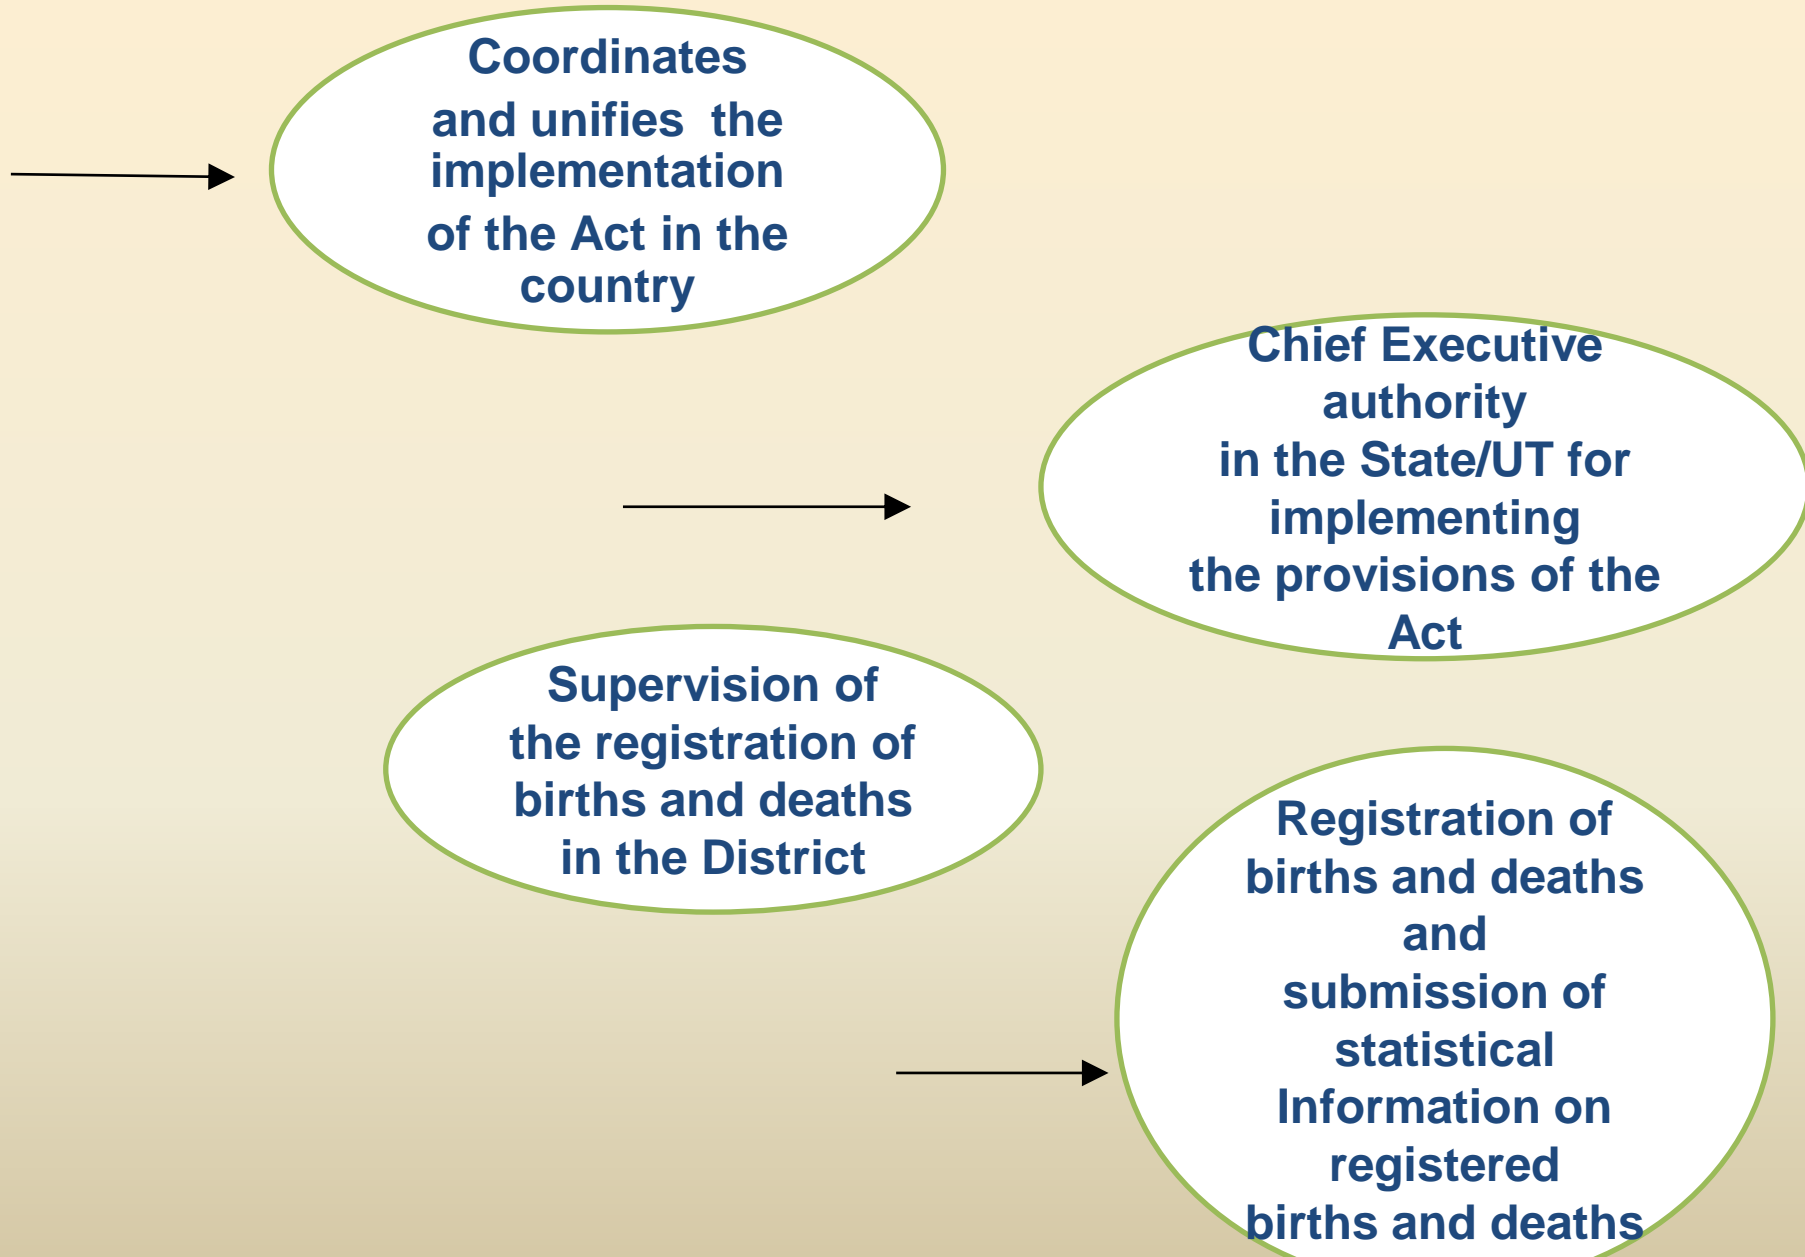 Coordinates
and unifies the
implementation
of the Act in the
country
Chief Executive
authority
in the State/UT for
implementing
the provisions of the
Act
Supervision of
the registration of
births and deaths
in the District
Registration of
births and deaths
and
submission of
statistical
Information on
registered
births and deaths